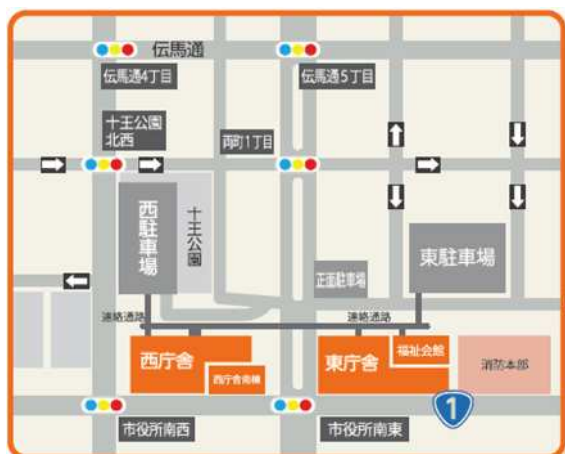 伝馬通
伝馬通4丁目
伝馬通5丁目
十王公園
北西
両町1丁目
西駐車場
十王公園
正面駐車場
東駐車場
連絡通路
連絡通路
西庁舎
西庁舎南棟
東庁舎
福祉会館
消防本部
1
市役所南西
市役所南東